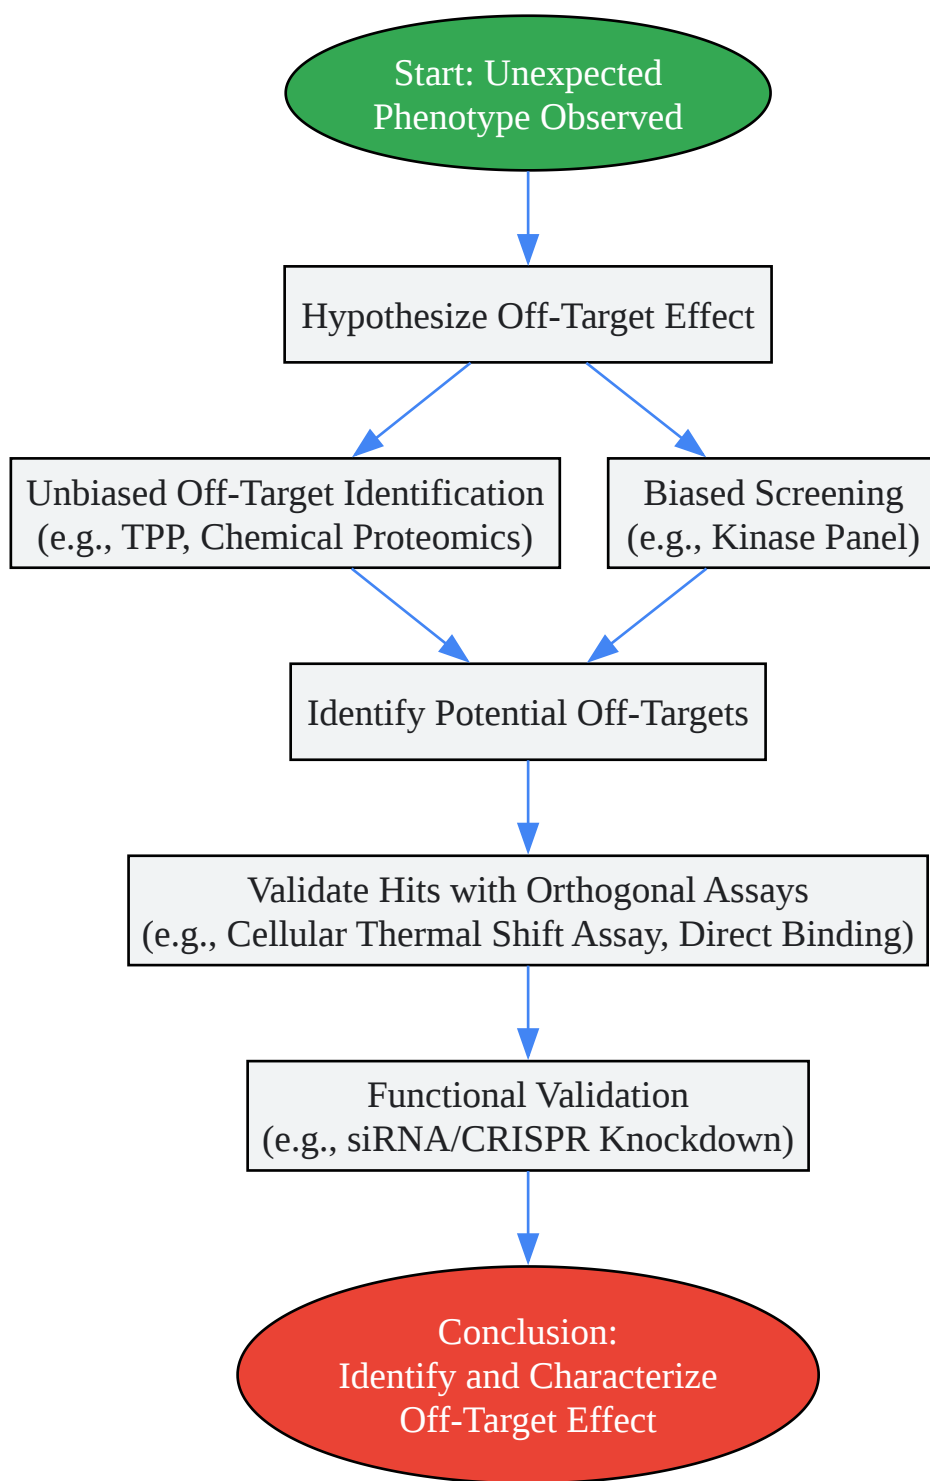 Start: Unexpected
Phenotype Observed
Hypothesize Off-Target Effect
Unbiased Off-Target Identification
(e.g., TPP, Chemical Proteomics)
Biased Screening
(e.g., Kinase Panel)
Identify Potential Off-Targets
Validate Hits with Orthogonal Assays
(e.g., Cellular Thermal Shift Assay, Direct Binding)
Functional Validation
(e.g., siRNA/CRISPR Knockdown)
Conclusion:
Identify and Characterize
Off-Target Effect